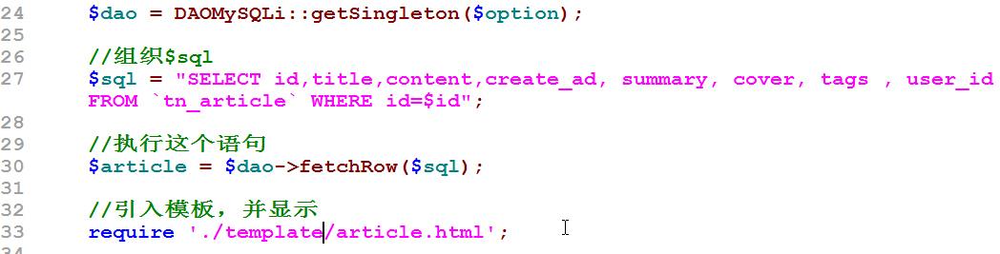 24 $dao = DAOMySQLi::getSingleton($option);
25
26 //组织$sql
27 $sql = "SELECT id,title,content,create_ad, summary, cover, tags , user_id
FROM `tn_article` WHERE id=$id";
28
29 //执行这个语句
30 $article = $dao->fetchRow($sql);
31
32 //引入模板，并显示
33 require './template/article.html';
34